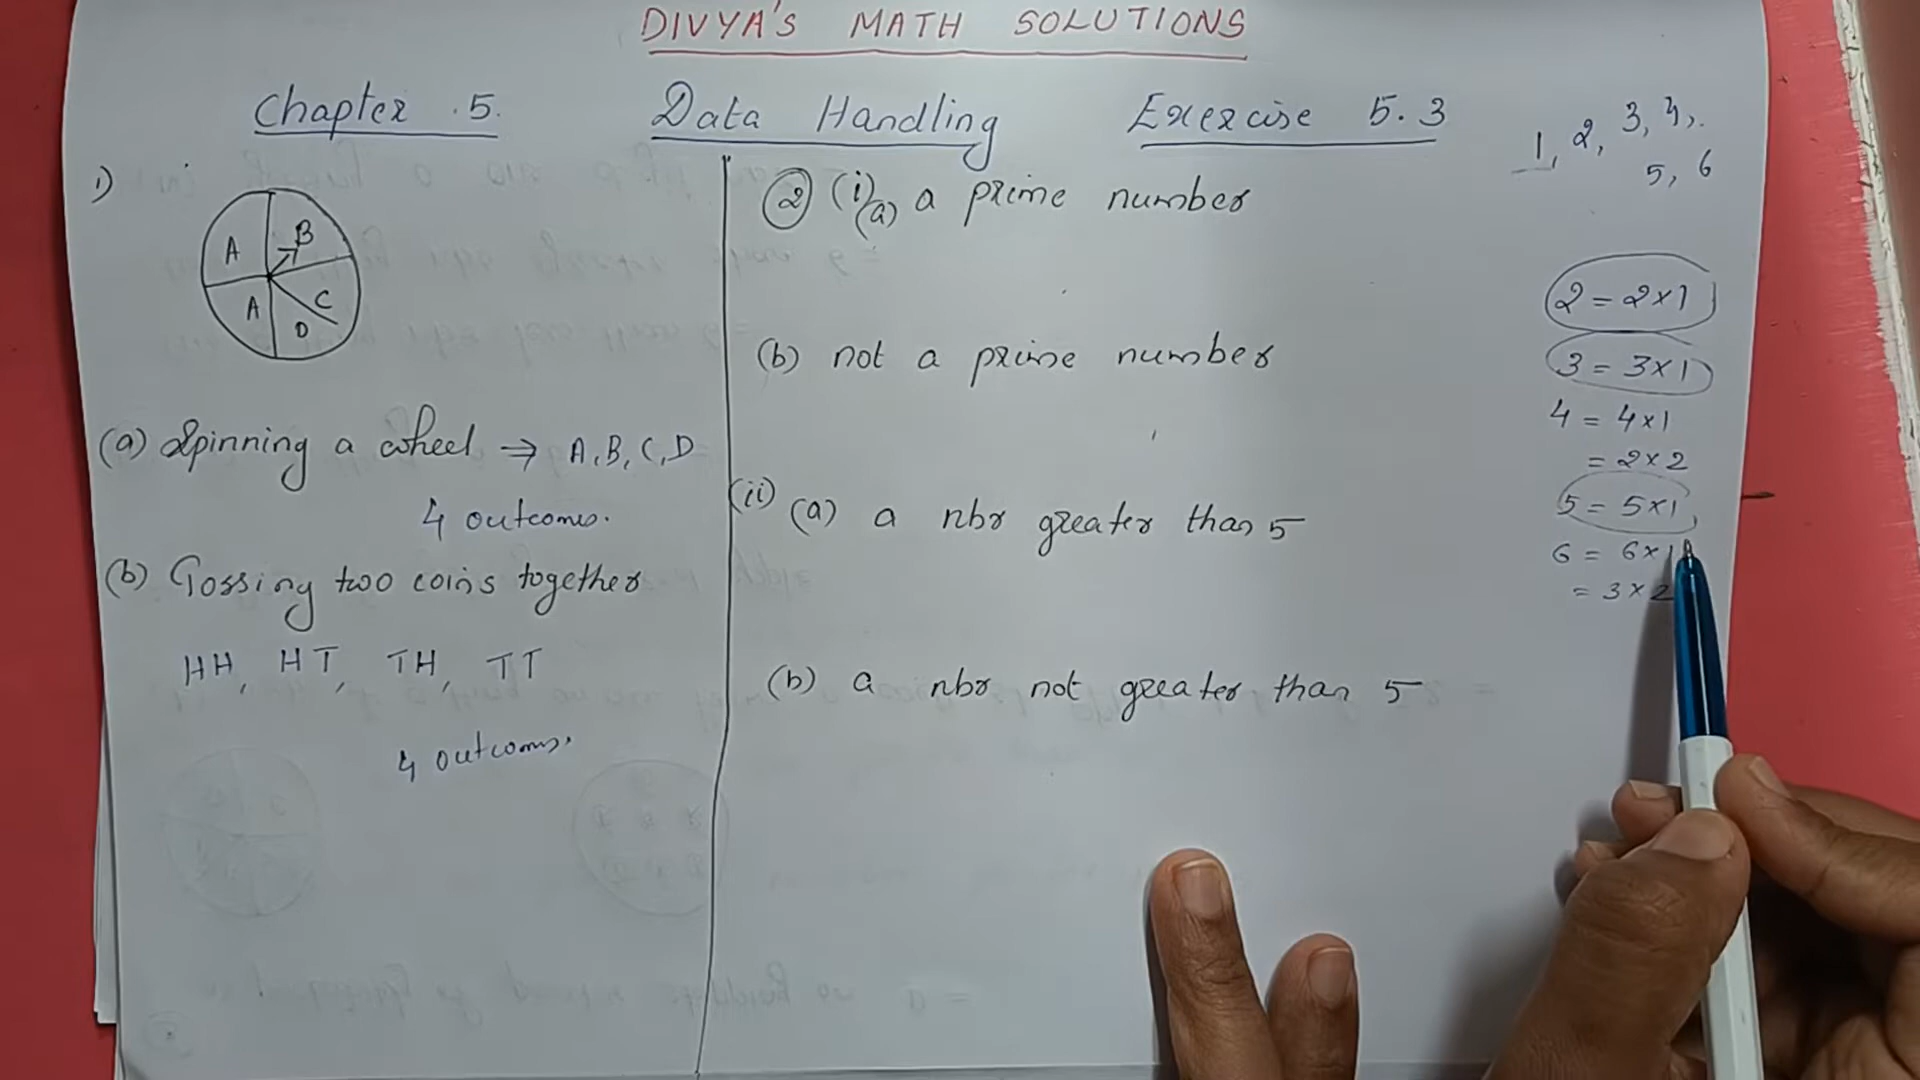 DIVYA'S MATH SOLUTIONS
Chapter .5. Data Handling Exercise 5.3
1)
A B
A C
D
(a) Spinning a wheel → A, B, C, D
4 outcomes.
(b) Tossing two coins together
HH, HT, TH, TT
4 outcomes.
② (i) (a) a prime number
(b) not a prime number
(ii) (a) a nbr greater than 5
(b) a nbr not greater than 5
1, 2, 3, 4,
5, 6
2 = 2×1
3 = 3×1
4 = 4×1
= 2×2
5 = 5×1
6 = 6×1
= 3×2